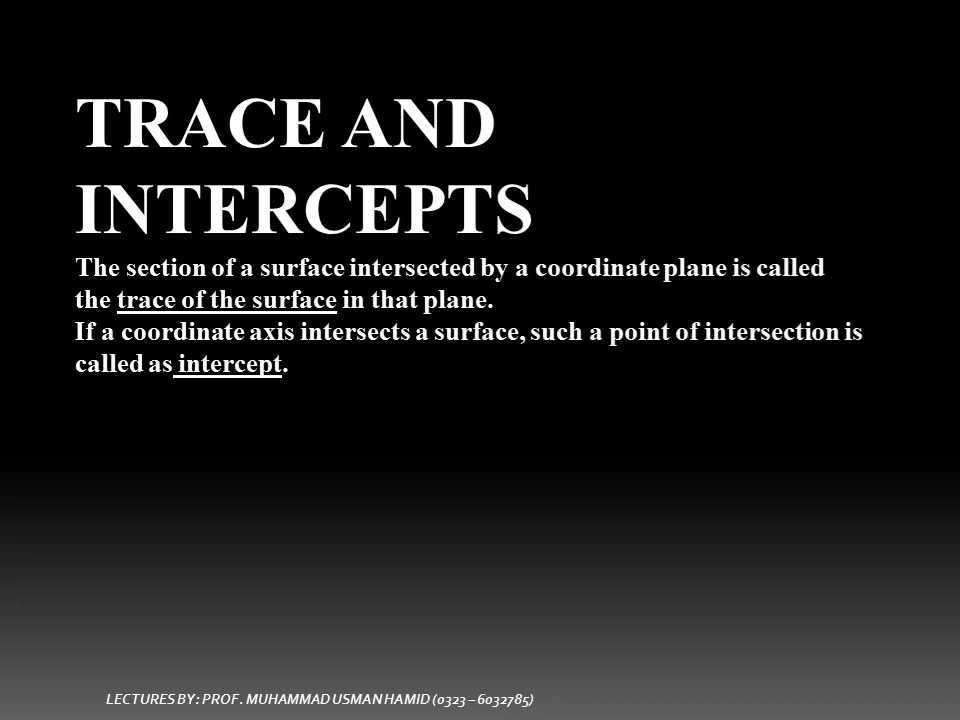 TRACE AND
INTERCEPTS
The section of a surface intersected by a coordinate plane is called
the trace of the surface in that plane.
If a coordinate axis intersects a surface, such a point of intersection is
called as intercept.
LECTURES BY: PROF. MUHAMMAD USMAN HAMID (0323 – 6032785)